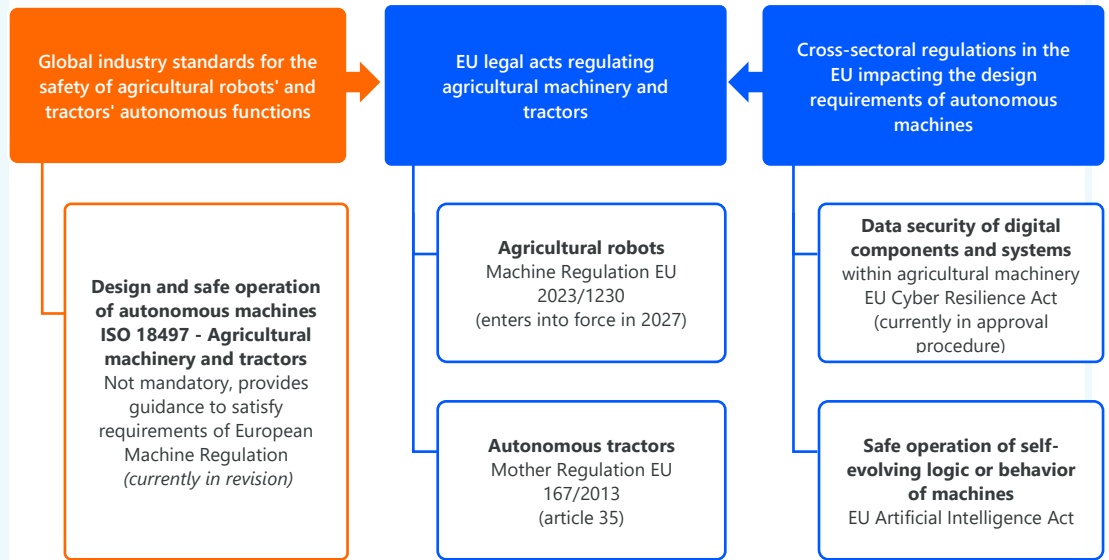 Global industry standards for the
safety of agricultural robots' and
tractors' autonomous functions
EU legal acts regulating
agricultural machinery and
tractors
Cross-sectoral regulations in the
EU impacting the design
requirements of autonomous
machines
Design and safe operation
of autonomous machines
ISO 18497 - Agricultural
machinery and tractors
Not mandatory, provides
guidance to satisfy
requirements of European
Machine Regulation
(currently in revision)
Agricultural robots
Machine Regulation EU
2023/1230
(enters into force in 2027)
Autonomous tractors
Mother Regulation EU
167/2013
(article 35)
Data security of digital
components and systems
within agricultural machinery
EU Cyber Resilience Act
(currently in approval
procedure)
Safe operation of self-
evolving logic or behavior
of machines
EU Artificial Intelligence Act